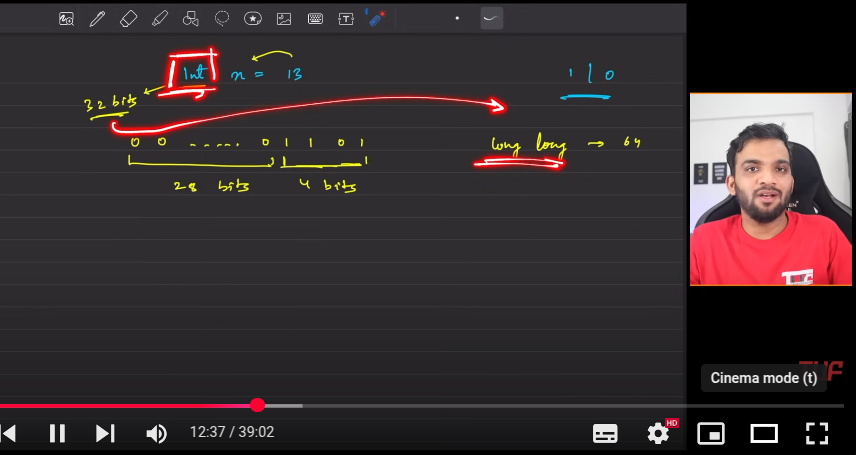 int n = 13
1 | 0
32 bits
0 0 ...... 0 1 1 0 1
long long → 64
28 bits 4 bits
TUF
Cinema mode (t)
12:37 / 39:02
HD